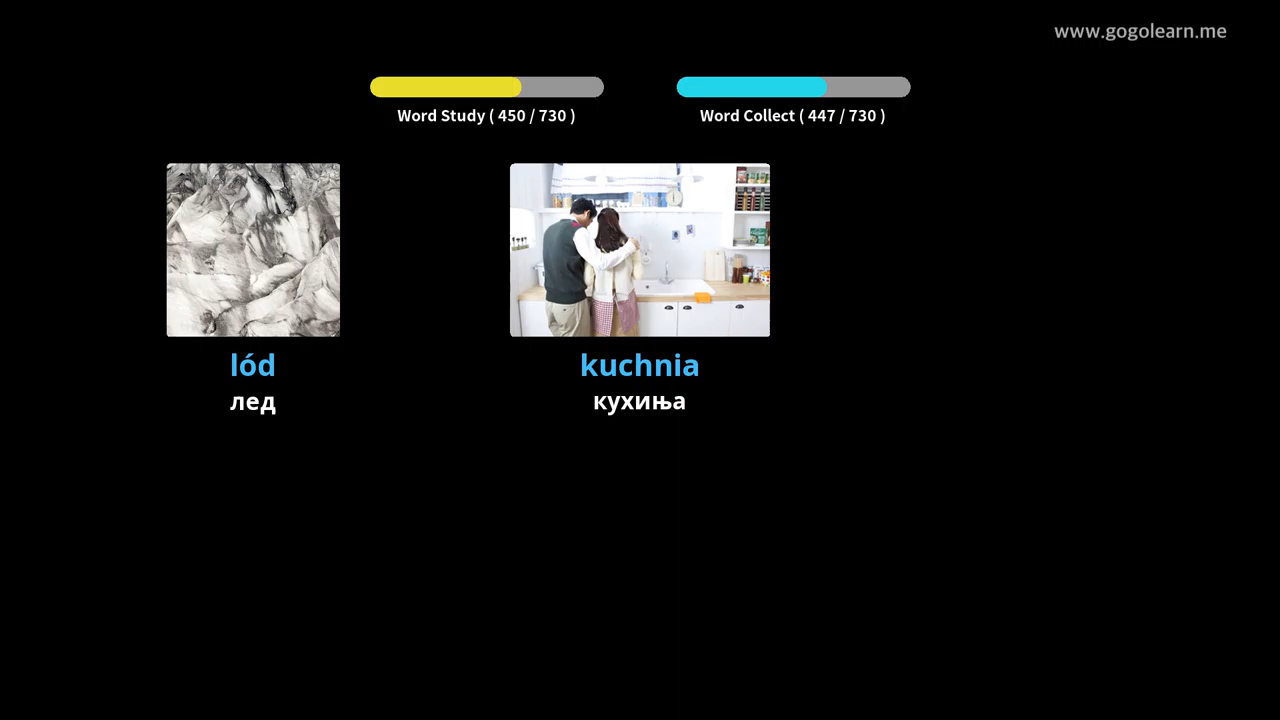 www.gogolearn.me
Word Study ( 450 / 730 )
Word Collect ( 447 / 730 )
lód
лед
kuchnia
кухиња